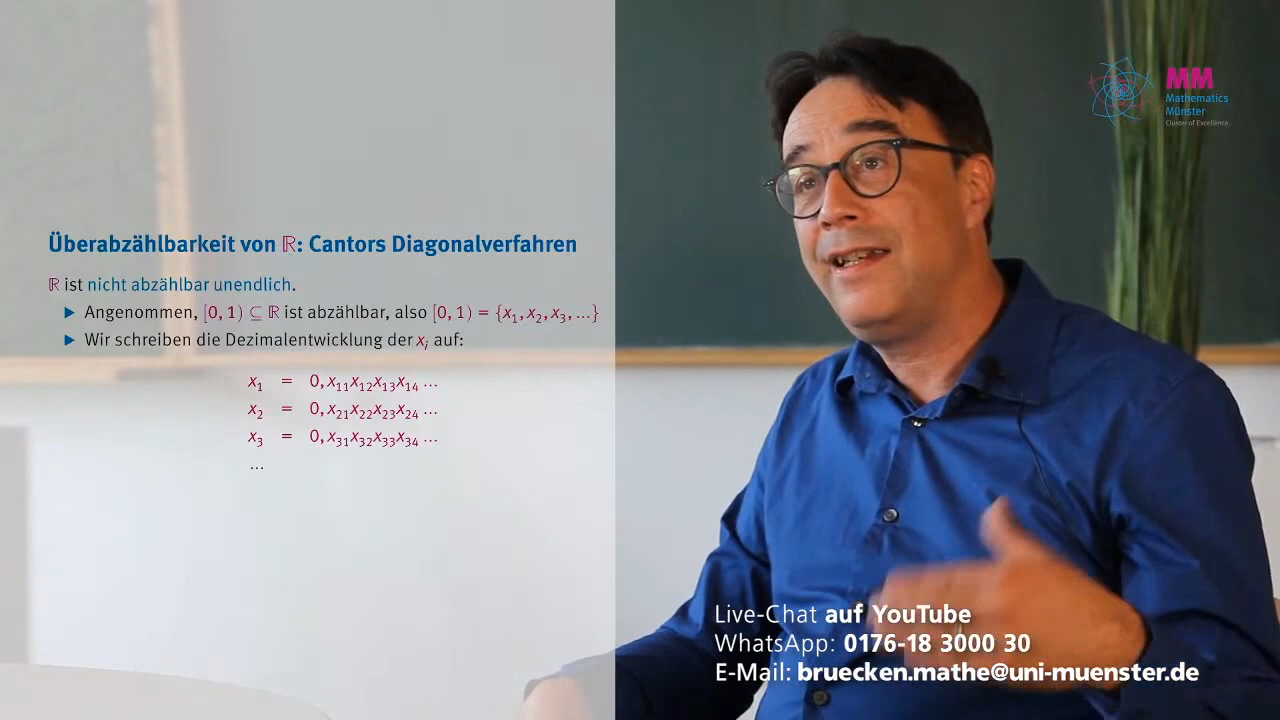 Überabzählbarkeit von ℝ: Cantors Diagonalverfahren
ℝ ist nicht abzählbar unendlich.
▶ Angenommen, [0, 1) ⊆ ℝ ist abzählbar, also [0, 1) = {x₁, x₂, x₃, ...}
▶ Wir schreiben die Dezimalentwicklung der xᵢ auf:
x₁ = 0, x₁₁x₁₂x₁₃x₁₄ ...
x₂ = 0, x₂₁x₂₂x₂₃x₂₄ ...
x₃ = 0, x₃₁x₃₂x₃₃x₃₄ ...
...
MM
Mathematics
Münster
Cluster of Excellence
Live-Chat auf YouTube
WhatsApp: 0176-18 3000 30
E-Mail: bruecken.mathe@uni-muenster.de